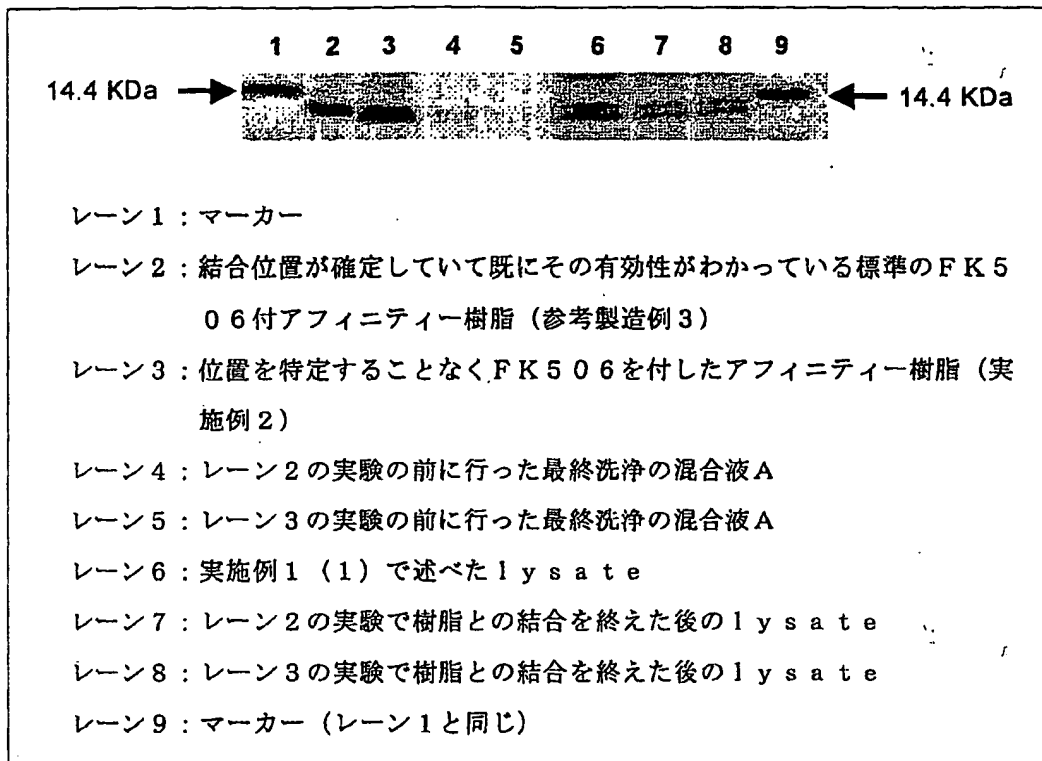 1 2 3 4 5 6 7 8 9
14.4 KDa 14.4 KDa
レーン1：マーカー
レーン2：結合位置が確定していて既にその有効性がわかっている標準のＦＫ５
０６付アフィニティー樹脂（参考製造例３）
レーン3：位置を特定することなくＦＫ５０６を付したアフィニティー樹脂（実
施例２）
レーン4：レーン２の実験の前に行った最終洗浄の混合液Ａ
レーン5：レーン３の実験の前に行った最終洗浄の混合液Ａ
レーン6：実施例１（１）で述べたｌｙｓａｔｅ
レーン7：レーン２の実験で樹脂との結合を終えた後のｌｙｓａｔｅ
レーン8：レーン３の実験で樹脂との結合を終えた後のｌｙｓａｔｅ
レーン9：マーカー（レーン１と同じ）